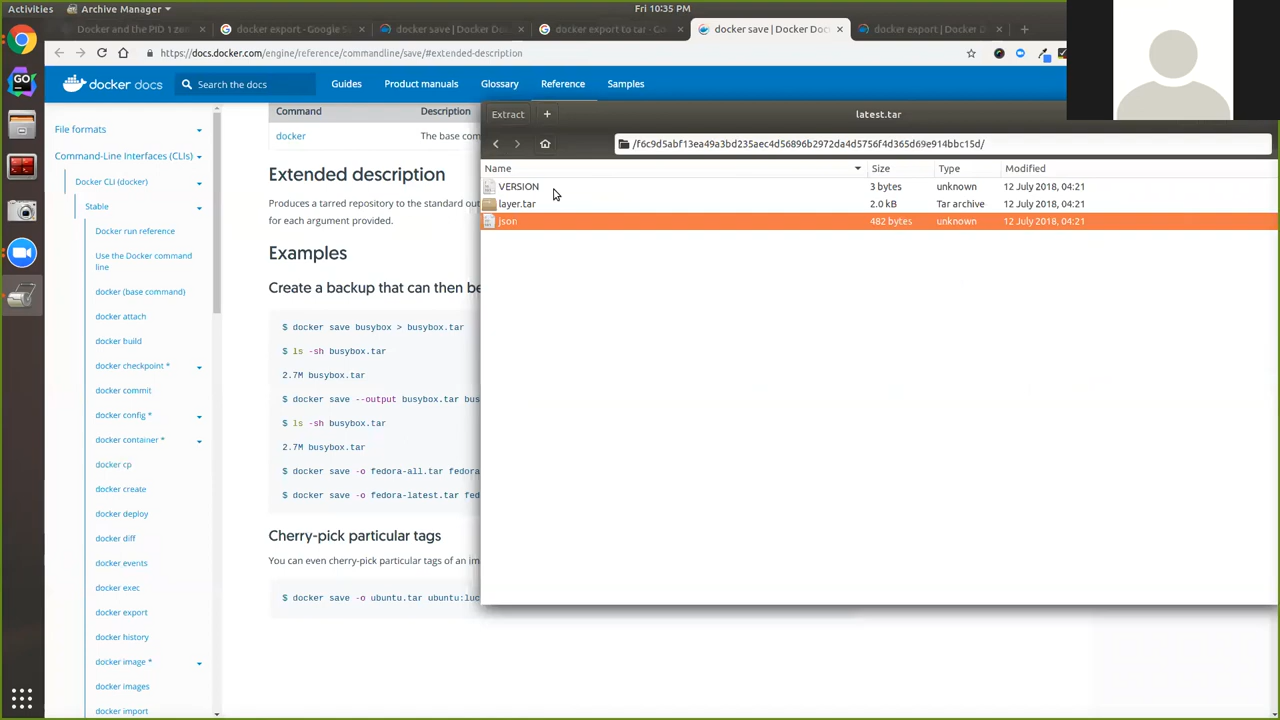 Activities
Archive Manager
Fri 10:35 PM
Docker and the PID 1 zom
docker export - Google S
docker save | Docker Do
docker export to tar - Go
docker save | Docker Doc
docker export | Docker D
https://docs.docker.com/engine/reference/commandline/save/#extended-description
docker docs
Search the docs
Guides
Product manuals
Glossary
Reference
Samples
File formats
Command-Line Interfaces (CLIs)
Docker CLI (docker)
Stable
Docker run reference
Use the Docker command
line
docker (base command)
docker attach
docker build
docker checkpoint *
docker commit
docker config *
docker container *
docker cp
docker create
docker deploy
docker diff
docker events
docker exec
docker export
docker history
docker image *
docker images
docker import
Command
Description
docker
The base com
Extended description
Produces a tarred repository to the standard out
for each argument provided.
Examples
Create a backup that can then be
$ docker save busybox > busybox.tar
$ ls -sh busybox.tar
2.7M busybox.tar
$ docker save --output busybox.tar bus
$ ls -sh busybox.tar
2.7M busybox.tar
$ docker save -o fedora-all.tar fedora
$ docker save -o fedora-latest.tar fed
Cherry-pick particular tags
You can even cherry-pick particular tags of an im
$ docker save -o ubuntu.tar ubuntu:luc
Extract
latest.tar
/f6c9d5abf13ea49a3bd235aec4d56896b2972da4d5756f4d365d69e914bbc15d/
Name
Size
Type
Modified
VERSION
3 bytes
unknown
12 July 2018, 04:21
layer.tar
2.0 kB
Tar archive
12 July 2018, 04:21
json
482 bytes
unknown
12 July 2018, 04:21
GO